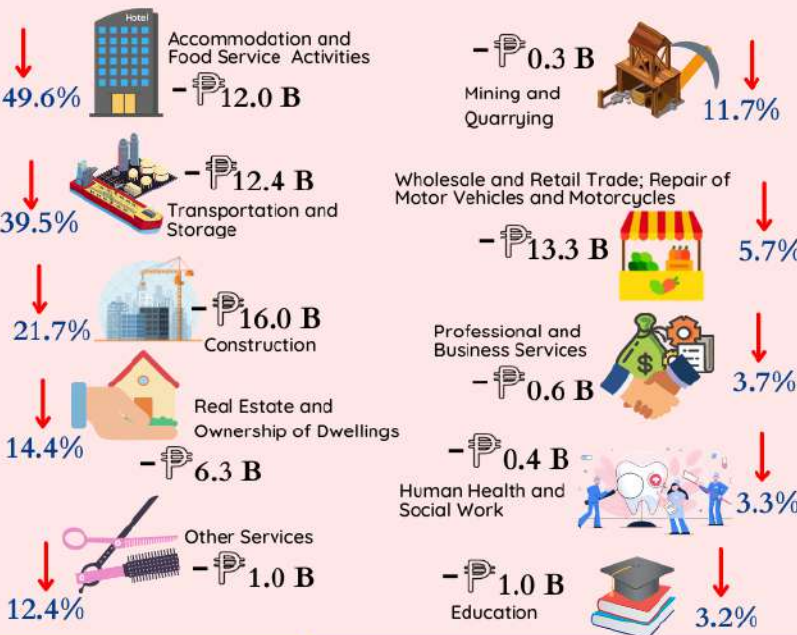 Hotel
Accommodation and
Food Service Activities
49.6%
- ₱12.0 B
- ₱12.4 B
Transportation and
Storage
39.5%
21.7%
- ₱16.0 B
Construction
Real Estate and
Ownership of Dwellings
14.4%
- ₱6.3 B
Other Services
- ₱1.0 B
12.4%
- ₱0.3 B
Mining and
Quarrying
11.7%
Wholesale and Retail Trade; Repair of
Motor Vehicles and Motorcycles
- ₱13.3 B
5.7%
Professional and
Business Services
- ₱0.6 B
$
3.7%
- ₱0.4 B
Human Health and
Social Work
3.3%
- ₱1.0 B
Education
3.2%